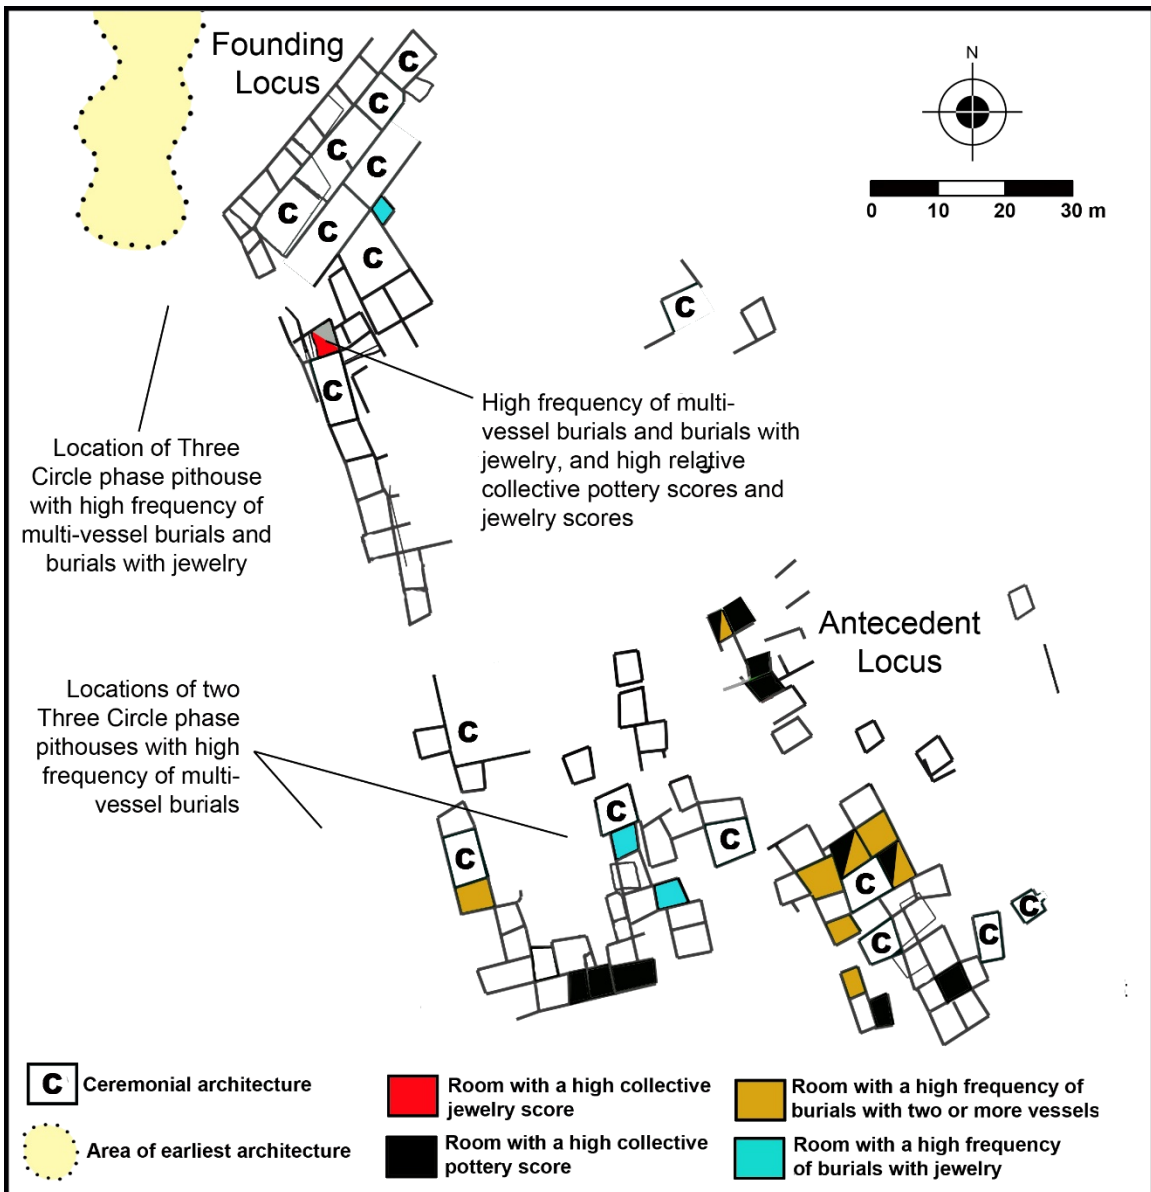 Founding
Locus
C
C
C
C
C
C
C
N
0 10 20 30 m
C
C
Location of Three
Circle phase pithouse
with high frequency of
multi-vessel burials and
burials with jewelry
High frequency of multi-
vessel burials and burials with
jewelry, and high relative
collective pottery scores and
jewelry scores
Antecedent
Locus
Locations of two
Three Circle phase
pithouses with high
frequency of multi-
vessel burials
C
C
C
C
C
C
C
C
C Ceremonial architecture
Area of earliest architecture
Room with a high collective
jewelry score
Room with a high collective
pottery score
Room with a high frequency of
burials with two or more vessels
Room with a high frequency
of burials with jewelry